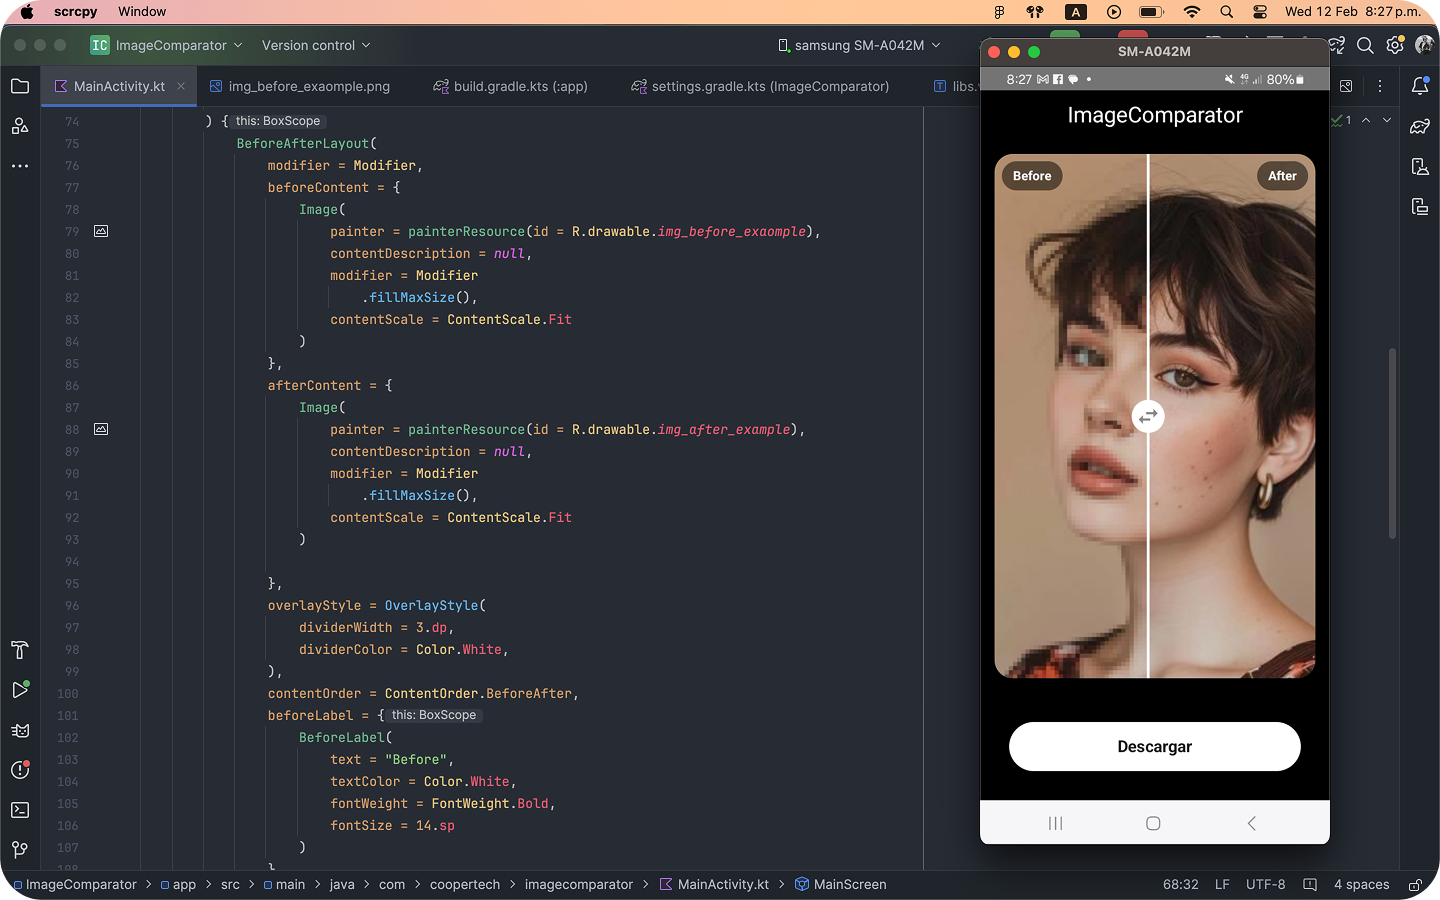 scrcpy Window
A Wed 12 Feb 8:27 p.m.
IC ImageComparator Version control samsung SM-A042M
MainActivity.kt img_before_exaomple.png build.gradle.kts (:app) settings.gradle.kts (ImageComparator) libs.
74 ) { this: BoxScope
75 BeforeAfterLayout(
76 modifier = Modifier,
77 beforeContent = {
78 Image(
79 painter = painterResource(id = R.drawable.img_before_exaomple),
80 contentDescription = null,
81 modifier = Modifier
82 .fillMaxSize(),
83 contentScale = ContentScale.Fit
84 )
85 },
86 afterContent = {
87 Image(
88 painter = painterResource(id = R.drawable.img_after_example),
89 contentDescription = null,
90 modifier = Modifier
91 .fillMaxSize(),
92 contentScale = ContentScale.Fit
93 )
94
95 },
96 overlayStyle = OverlayStyle(
97 dividerWidth = 3.dp,
98 dividerColor = Color.White,
99 ),
100 contentOrder = ContentOrder.BeforeAfter,
101 beforeLabel = { this: BoxScope
102 BeforeLabel(
103 text = "Before",
104 textColor = Color.White,
105 fontWeight = FontWeight.Bold,
106 fontSize = 14.sp
107 )
108 }
1
SM-A042M
8:27 80%
ImageComparator
Before After
Descargar
ImageComparator > app > src > main > java > com > coopertech > imagecomparator > MainActivity.kt > MainScreen
68:32 LF UTF-8 4 spaces